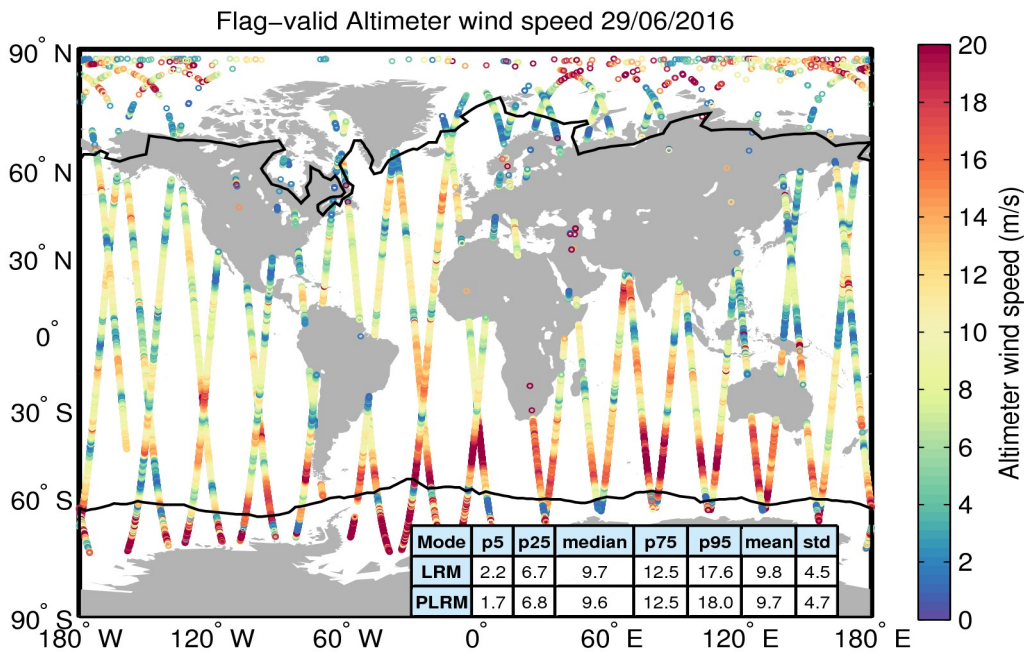 Flag−valid Altimeter wind speed 29/06/2016
90° N
60° N
30° N
0°
30° S
60° S
90° S
180° W
120° W
60° W
0°
60° E
120° E
180° E
Mode p5 p25 median p75 p95 mean std
LRM 2.2 6.7 9.7 12.5 17.6 9.8 4.5
PLRM 1.7 6.8 9.6 12.5 18.0 9.7 4.7
20
18
16
14
12
10
8
6
4
2
0
Altimeter wind speed (m/s)